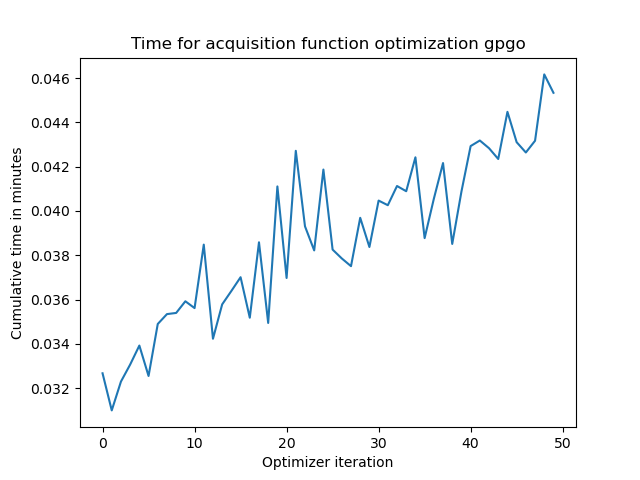 Time for acquisition function optimization gpgo
Cumulative time in minutes
0.046
0.044
0.042
0.040
0.038
0.036
0.034
0.032
0 10 20 30 40 50
Optimizer iteration